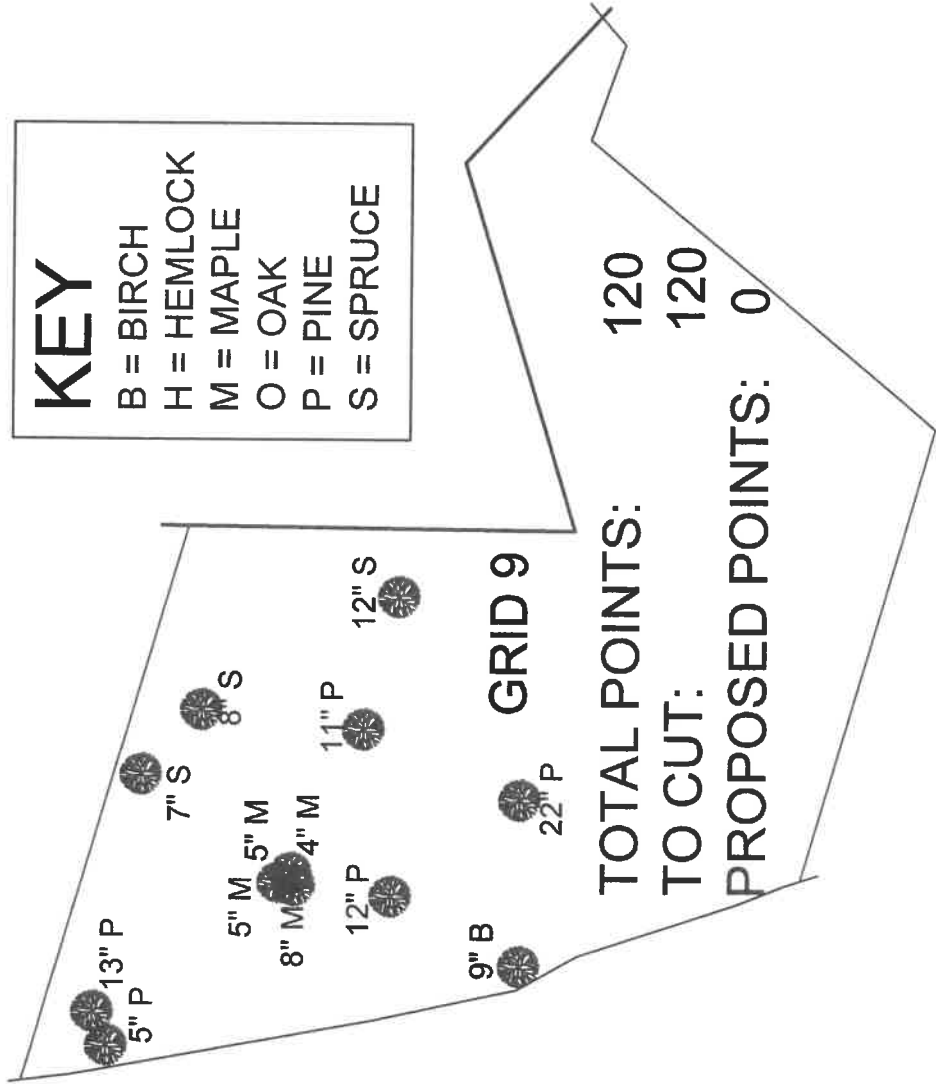 KEY
B = BIRCH
H = HEMLOCK
M = MAPLE
O = OAK
P = PINE
S = SPRUCE
13" P
5" P
7" S
8" S
5" M
5" M
8" M
4" M
11" P
12" P
12" S
9" B
22" P
GRID 9
TOTAL POINTS: 120
TO CUT: 120
PROPOSED POINTS: 0